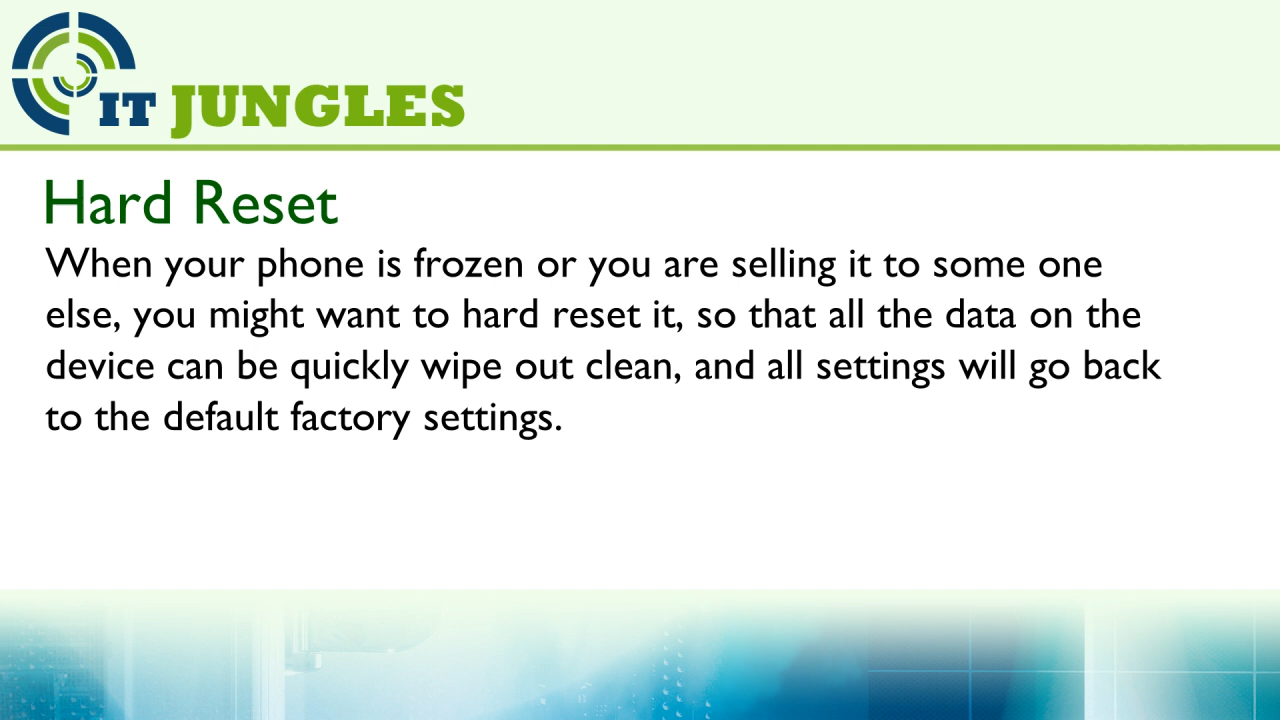 IT JUNGLES
Hard Reset
When your phone is frozen or you are selling it to some one
else, you might want to hard reset it, so that all the data on the
device can be quickly wipe out clean, and all settings will go back
to the default factory settings.